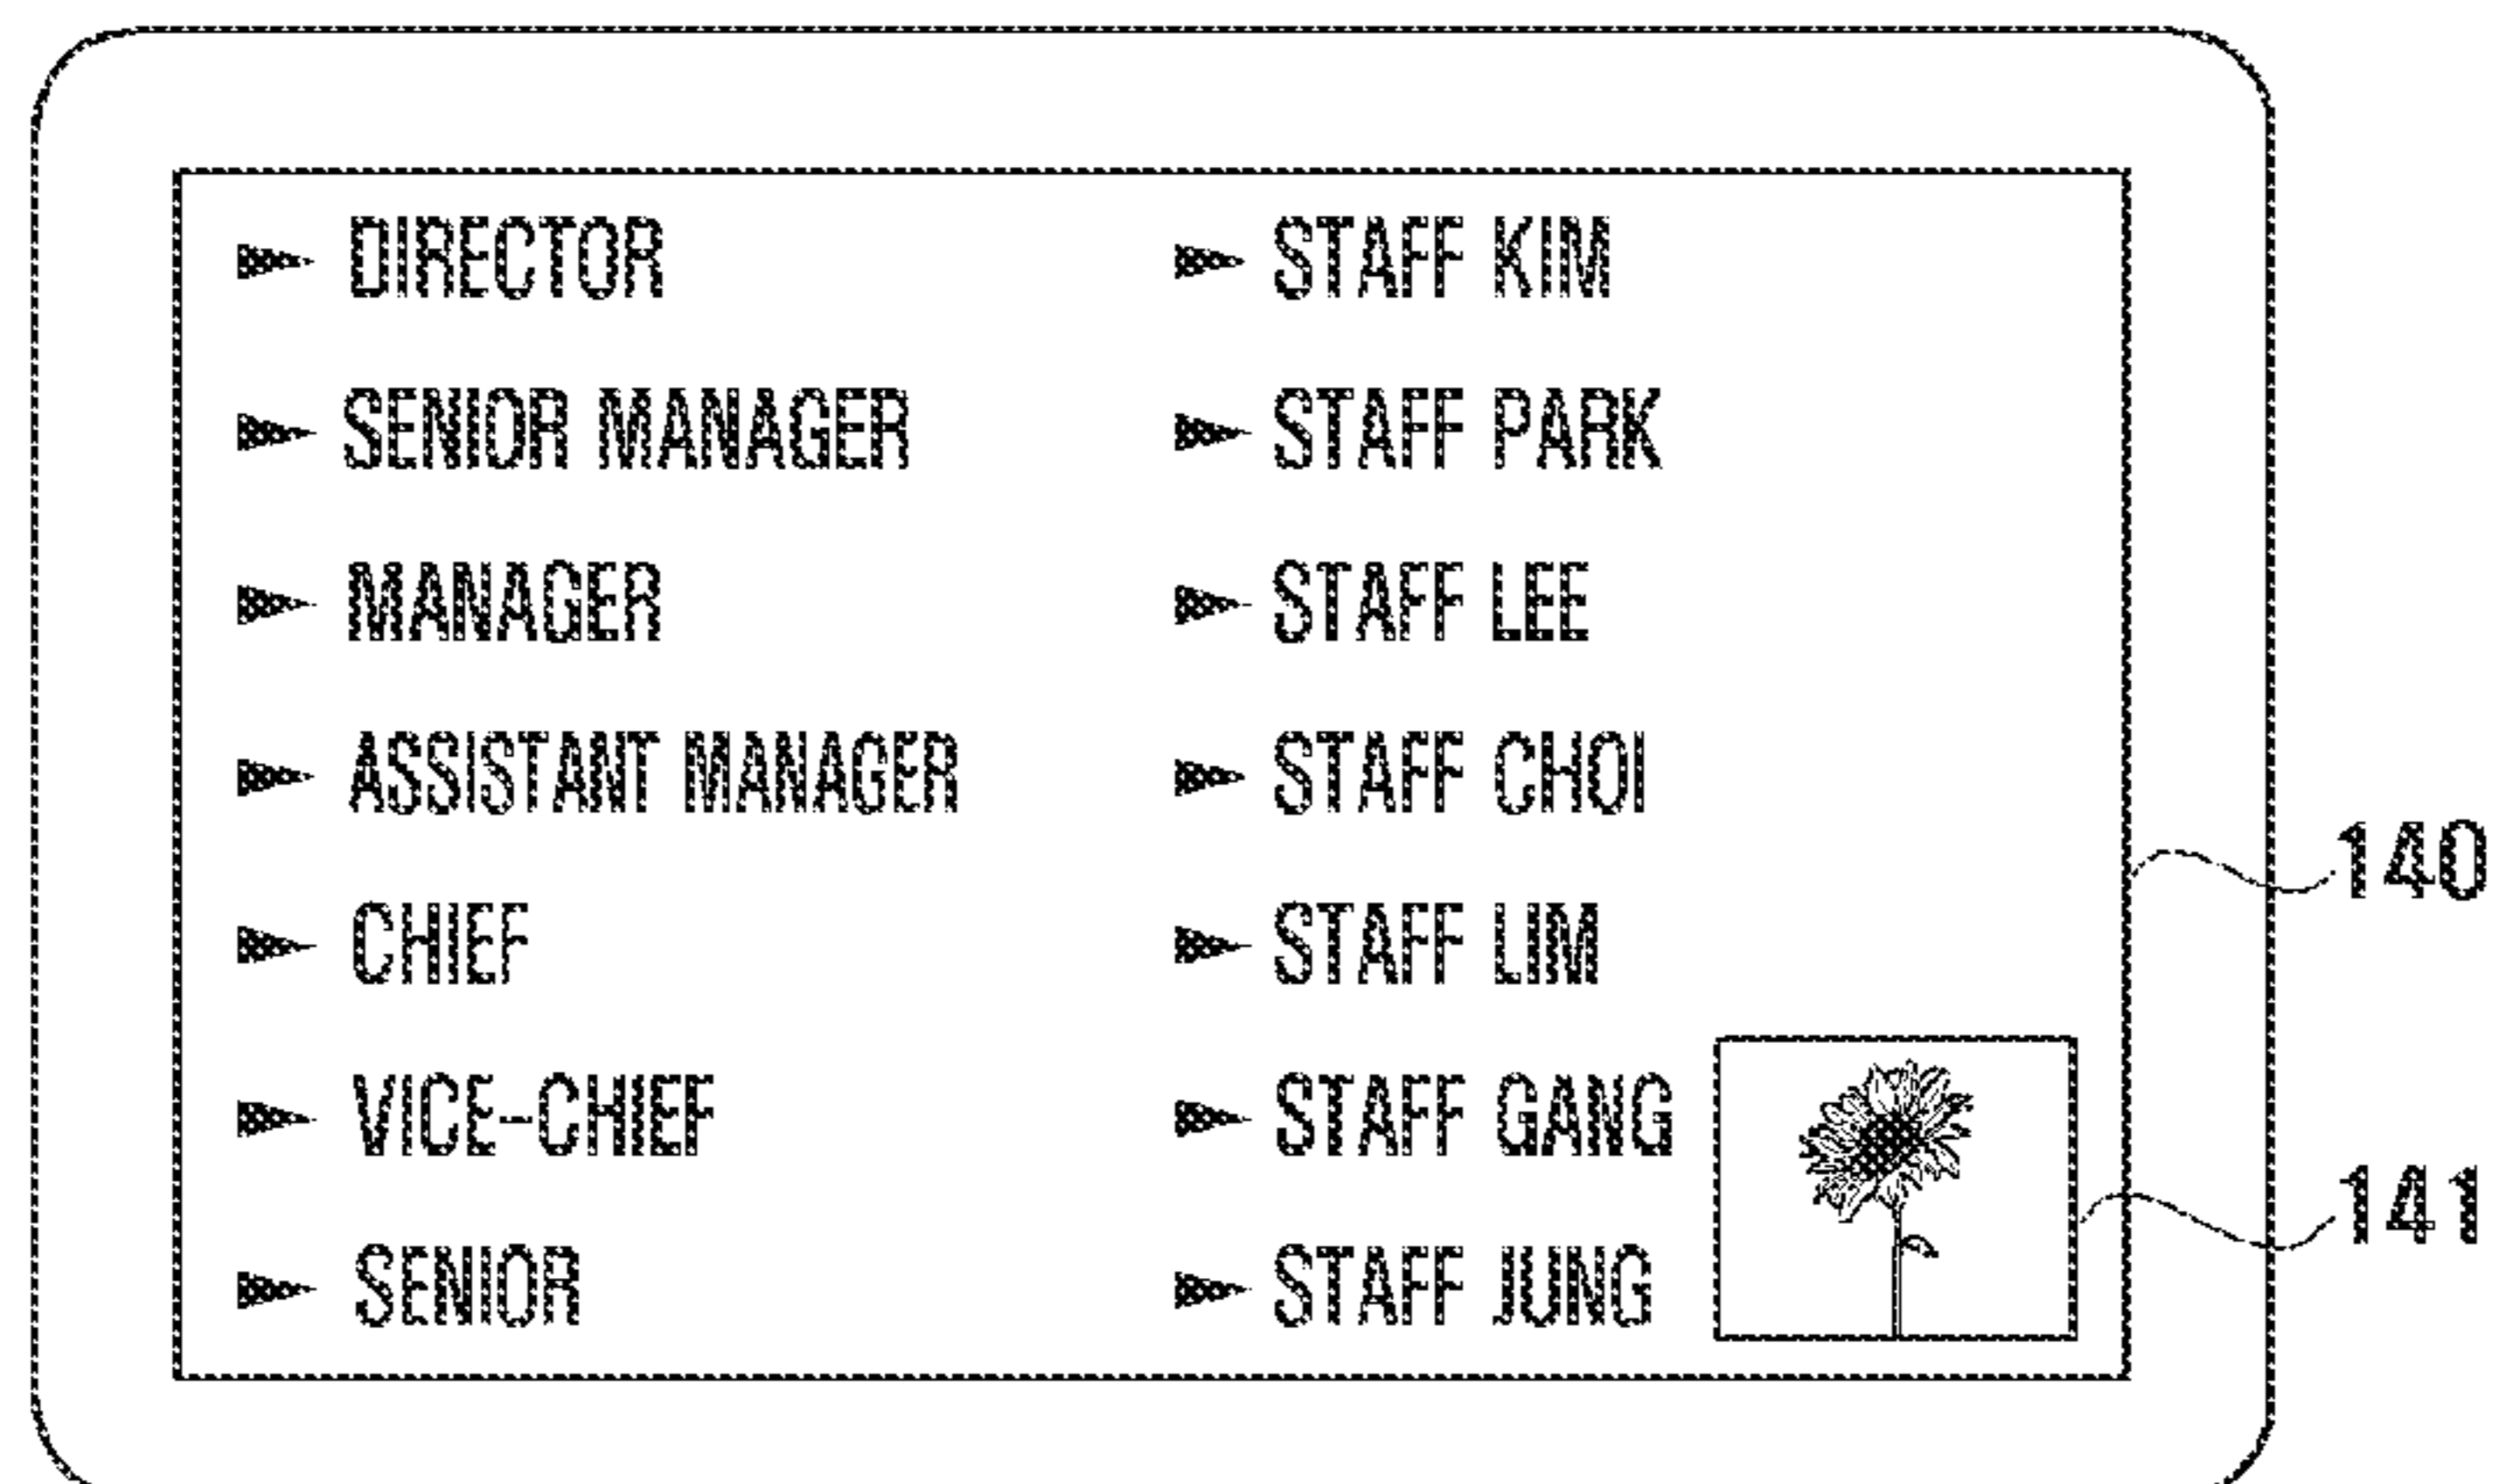 DIRECTOR
SENIOR MANAGER
MANAGER
ASSISTANT MANAGER
CHIEF
VICE-CHIEF
SENIOR
STAFF KIM
STAFF PARK
STAFF LEE
STAFF CHOI
STAFF LIM
STAFF GANG
STAFF JUNG
140
141